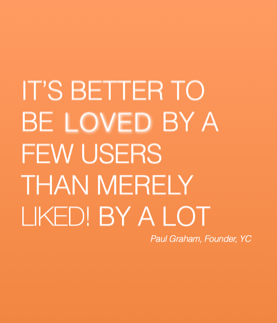 IT'S BETTER TO
BE LOVED BY A
FEW USERS
THAN MERELY
LIKED! BY A LOT
Paul Graham, Founder, YC